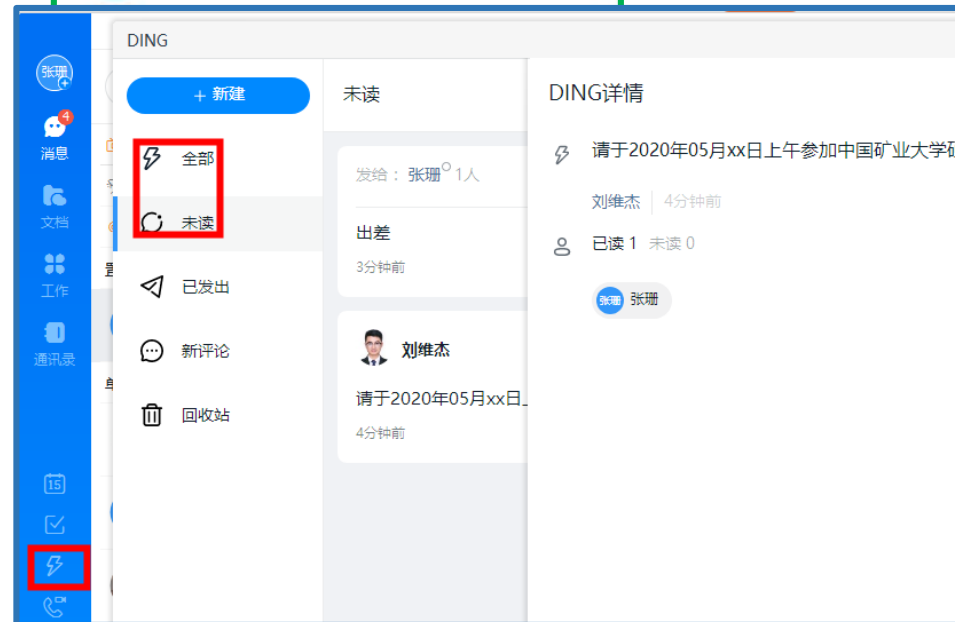 DING
张珊
4
消息
文档
工作
通讯录
15
+ 新建
全部
未读
已发出
新评论
回收站
未读
发给： 张珊 1人
出差
3分钟前
刘维杰
请于2020年05月xx日
4分钟前
DING详情
请于2020年05月xx日上午参加中国矿业大学
刘维杰 4分钟前
已读 1 未读 0
张珊 张珊